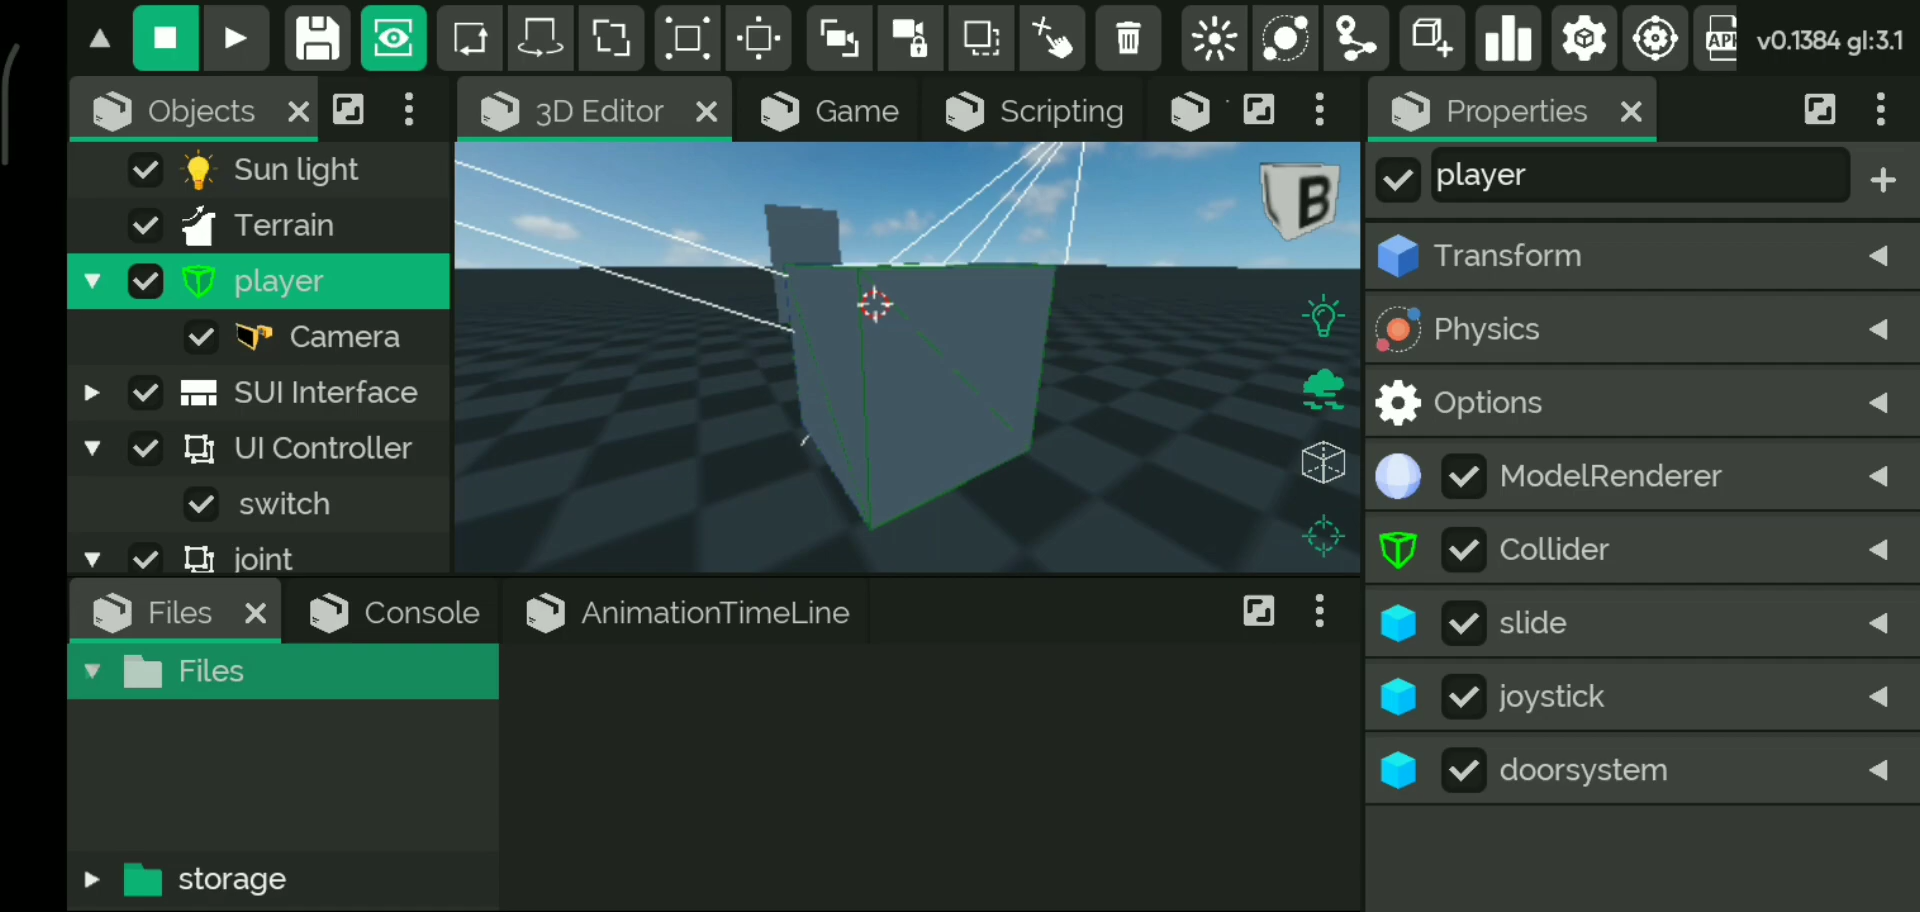 APK v0.1384 gl:3.1
Objects
3D Editor
Game
Scripting
Properties
Sun light
Terrain
player
Camera
SUI Interface
UI Controller
switch
joint
B
player
Transform
Physics
Options
ModelRenderer
Collider
slide
joystick
doorsystem
Files
Console
AnimationTimeLine
Files
storage